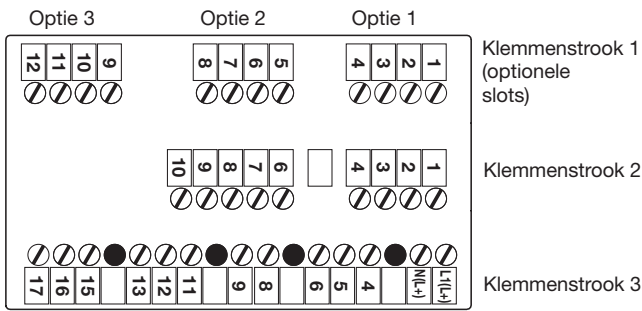 Optie 3 Optie 2 Optie 1
12 11 10 9 8 7 6 5 4 3 2 1
Klemmenstrook 1
(optionele
slots)
10 9 8 7 6 4 3 2 1
Klemmenstrook 2
17 16 15 13 12 11 9 8 6 5 4 N(L+) L1(L+)
Klemmenstrook 3